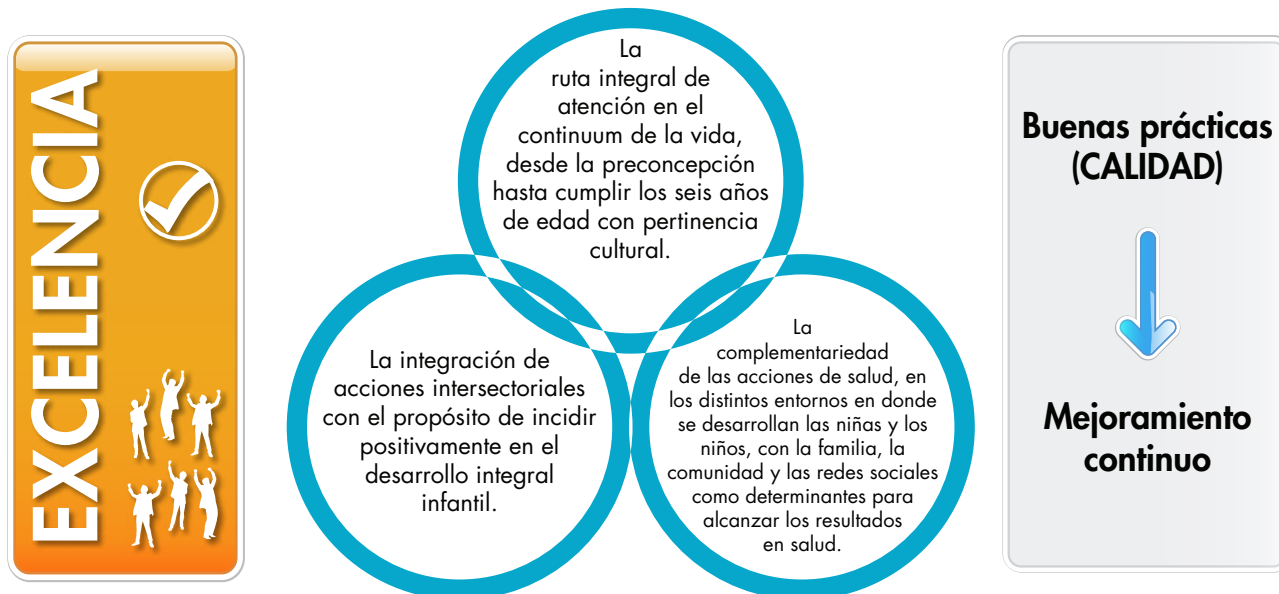 EXCELENCIA
La
ruta integral de
atención en el
continuum de la vida,
desde la preconcepción
hasta cumplir los seis años
de edad con pertinencia
cultural.
La integración de
acciones intersectoriales
con el propósito de incidir
positivamente en el
desarrollo integral
infantil.
La
complementariedad
de las acciones de salud, en
los distintos entornos en donde
se desarrollan las niñas y los
niños, con la familia, la
comunidad y las redes sociales
como determinantes para
alcanzar los resultados
en salud.
Buenas prácticas
(CALIDAD)
Mejoramiento
continuo